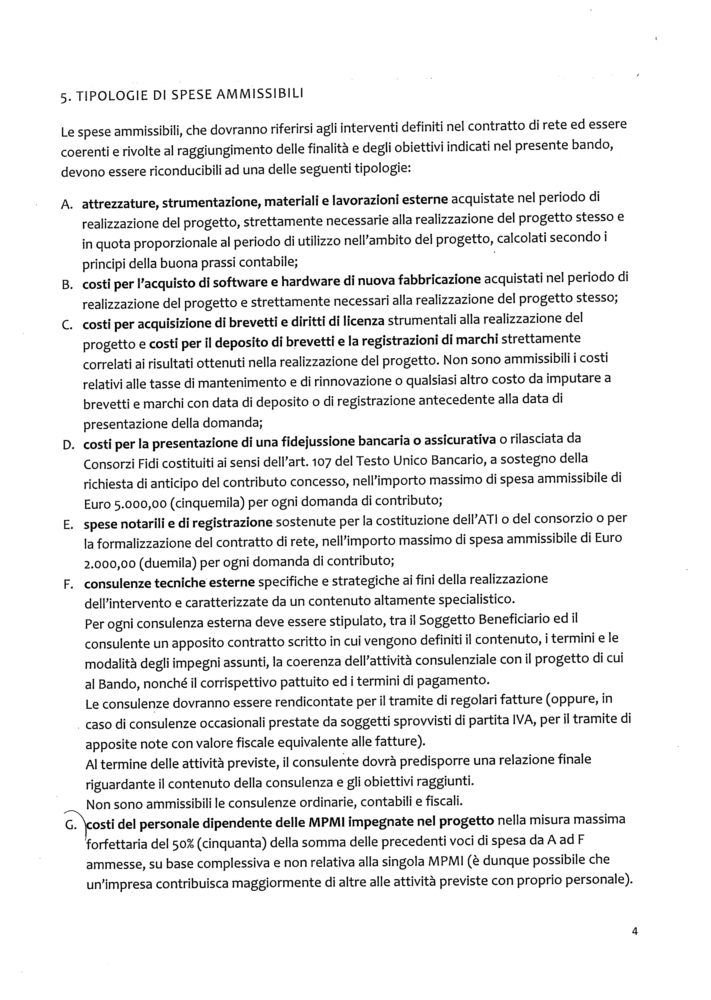 5. TIPOLOGIE DI SPESE AMMISSIBILI
Le spese ammissibili, che dovranno riferirsi agli interventi definiti nel contratto di rete ed essere
coerenti e rivolte al raggiungimento delle finalità e degli obiettivi indicati nel presente bando,
devono essere riconducibili ad una delle seguenti tipologie:
A. attrezzature, strumentazione, materiali e lavorazioni esterne acquistate nel periodo di
realizzazione del progetto, strettamente necessarie alla realizzazione del progetto stesso e
in quota proporzionale al periodo di utilizzo nell'ambito del progetto, calcolati secondo i
principi della buona prassi contabile;
B. costi per l'acquisto di software e hardware di nuova fabbricazione acquistati nel periodo di
realizzazione del progetto e strettamente necessari alla realizzazione del progetto stesso;
C. costi per acquisizione di brevetti e diritti di licenza strumentali alla realizzazione del
progetto e costi per il deposito di brevetti e la registrazioni di marchi strettamente
correlati ai risultati ottenuti nella realizzazione del progetto. Non sono ammissibili i costi
relativi alle tasse di mantenimento e di rinnovazione o qualsiasi altro costo da imputare a
brevetti e marchi con data di deposito o di registrazione antecedente alla data di
presentazione della domanda;
D. costi per la presentazione di una fidejussione bancaria o assicurativa o rilasciata da
Consorzi Fidi costituiti ai sensi dell'art. 107 del Testo Unico Bancario, a sostegno della
richiesta di anticipo del contributo concesso, nell'importo massimo di spesa ammissibile di
Euro 5.000,00 (cinquemila) per ogni domanda di contributo;
E. spese notarili e di registrazione sostenute per la costituzione dell'ATI o del consorzio o per
la formalizzazione del contratto di rete, nell'importo massimo di spesa ammissibile di Euro
2.000,00 (duemila) per ogni domanda di contributo;
F. consulenze tecniche esterne specifiche e strategiche ai fini della realizzazione
dell'intervento e caratterizzate da un contenuto altamente specialistico.
Per ogni consulenza esterna deve essere stipulato, tra il Soggetto Beneficiario ed il
consulente un apposito contratto scritto in cui vengono definiti il contenuto, i termini e le
modalità degli impegni assunti, la coerenza dell'attività consulenziale con il progetto di cui
al Bando, nonché il corrispettivo pattuito ed i termini di pagamento.
Le consulenze dovranno essere rendicontate per il tramite di regolari fatture (oppure, in
caso di consulenze occasionali prestate da soggetti sprovvisti di partita IVA, per il tramite di
apposite note con valore fiscale equivalente alle fatture).
Al termine delle attività previste, il consulente dovrà predisporre una relazione finale
riguardante il contenuto della consulenza e gli obiettivi raggiunti.
Non sono ammissibili le consulenze ordinarie, contabili e fiscali.
G. costi del personale dipendente delle MPMI impegnate nel progetto nella misura massima
forfettaria del 50% (cinquanta) della somma delle precedenti voci di spesa da A ad F
ammesse, su base complessiva e non relativa alla singola MPMI (è dunque possibile che
un'impresa contribuisca maggiormente di altre alle attività previste con proprio personale).
4